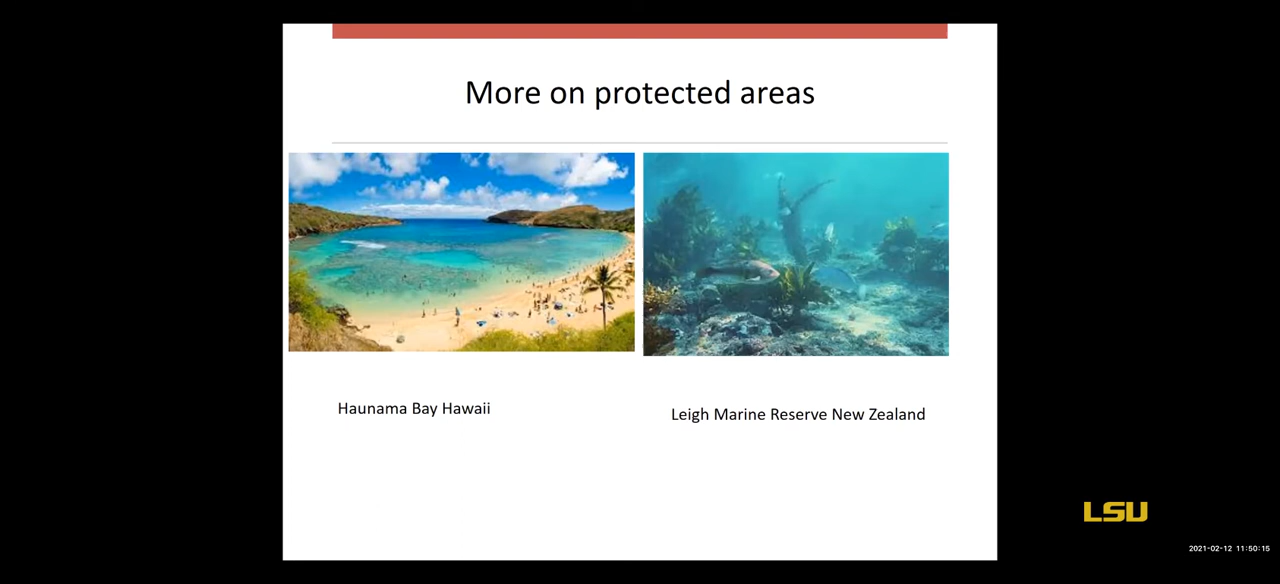 More on protected areas
Haunama Bay Hawaii
Leigh Marine Reserve New Zealand
LSU
2021-02-12 11:50:15